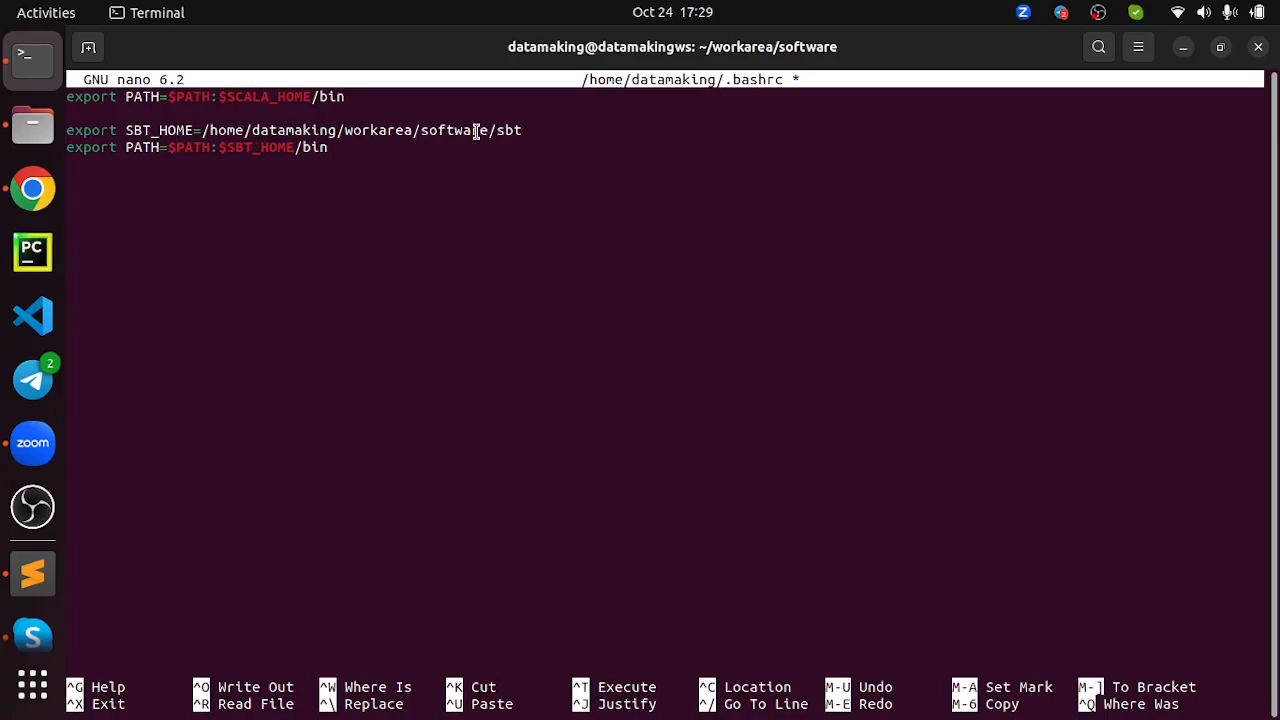 Activities
Terminal
Oct 24 17:29
datamaking@datamakingws: ~/workarea/software
GNU nano 6.2 /home/datamaking/.bashrc *
export PATH=$PATH:$SCALA_HOME/bin
export SBT_HOME=/home/datamaking/workarea/software/sbt
export PATH=$PATH:$SBT_HOME/bin
PC
2
zoom
^G Help ^O Write Out ^W Where Is ^K Cut ^T Execute ^C Location M-U Undo M-A Set Mark M-] To Bracket
^X Exit ^R Read File ^\ Replace ^U Paste ^J Justify ^/ Go To Line M-E Redo M-6 Copy ^Q Where Was